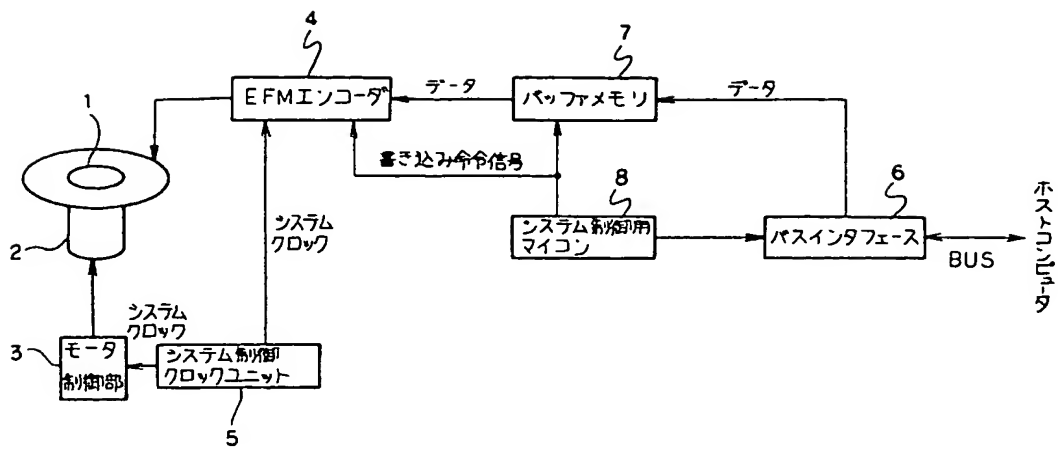 4
7
EFMエンコーダ
データ
バッファメモリ
データ
1
書き込み命令信号
8
6
システム
クロック
システム制御用
マイコン
バスインタフェース
BUS
ホストコンピュータ
2
システム
クロック
3
モータ
制御部
システム制御
クロックユニット
5